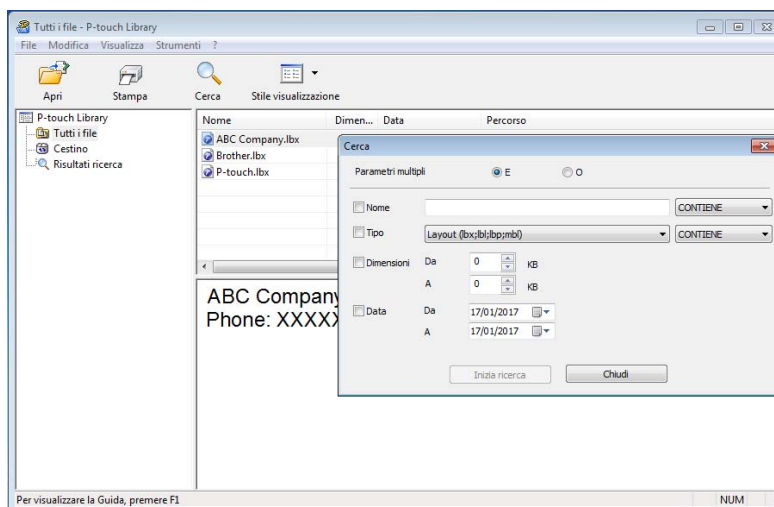 Tutti i file - P-touch Library
File Modifica Visualizza Strumenti ?
Apri Stampa Cerca Stile visualizzazione
P-touch Library
Tutti i file
Cestino
Risultati ricerca
Nome Dimen... Data Percorso
ABC Company.lbx
Brother.lbx
P-touch.lbx
ABC Company
Phone: XXXXX
Cerca
Parametri multipli E O
Nome CONTIENE
Tipo Layout (lbx;lbl;lbp;mbl) CONTIENE
Dimensioni Da 0 KB
A 0 KB
Data Da 17/01/2017
A 17/01/2017
Inizia ricerca Chiudi
Per visualizzare la Guida, premere F1 NUM